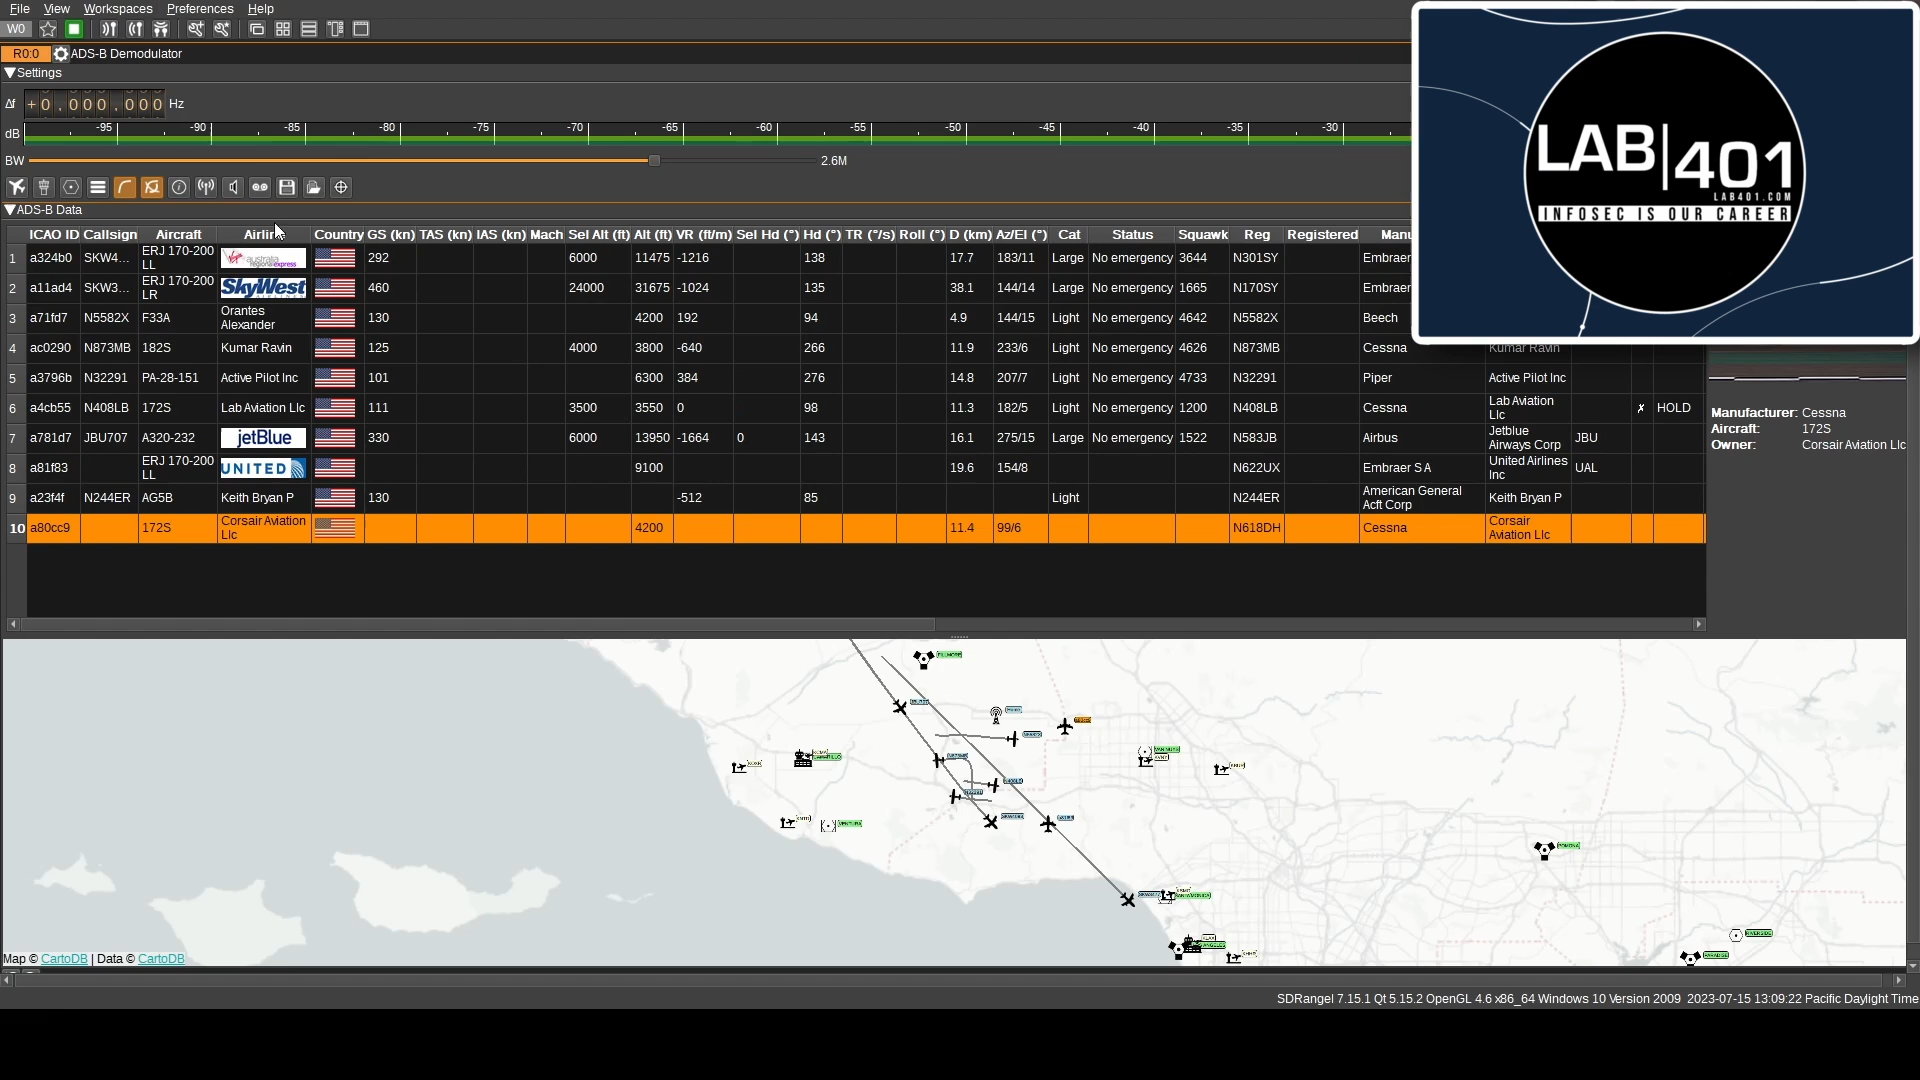 File View Workspaces Preferences Help
W0
R0:0 ADS-B Demodulator
Settings
Δf +0,000,000 Hz
dB -95 -90 -85 -80 -75 -70 -65 -60 -55 -50 -45 -40 -35 -30
BW 2.6M
ADS-B Data
ICAO ID Callsign Aircraft Airlin Country GS (kn) TAS (kn) IAS (kn) Mach Sel Alt (ft) Alt (ft) VR (ft/m) Sel Hd (°) Hd (°) TR (°/s) Roll (°) D (km) Az/El (°) Cat Status Squawk Reg Registered Manu
1 a324b0 SKW4... ERJ 170-200 LL Virgin australia regional express 292 6000 11475 -1216 138 17.7 183/11 Large No emergency 3644 N301SY Embraer
2 a11ad4 SKW3... ERJ 170-200 LR SkyWest AIRLINES 460 24000 31675 -1024 135 38.1 144/14 Large No emergency 1665 N170SY Embraer
3 a71fd7 N5582X F33A Orantes Alexander 130 4200 192 94 4.9 144/15 Light No emergency 4642 N5582X Beech
4 ac0290 N873MB 182S Kumar Ravin 125 4000 3800 -640 266 11.9 233/6 Light No emergency 4626 N873MB Cessna Kumar Ravin
5 a3796b N32291 PA-28-151 Active Pilot Inc 101 6300 384 276 14.8 207/7 Light No emergency 4733 N32291 Piper Active Pilot Inc
6 a4cb55 N408LB 172S Lab Aviation Llc 111 3500 3550 0 98 11.3 182/5 Light No emergency 1200 N408LB Cessna Lab Aviation Llc ✗ HOLD
7 a781d7 JBU707 A320-232 jetBlue 330 6000 13950 -1664 0 143 16.1 275/15 Large No emergency 1522 N583JB Airbus Jetblue Airways Corp JBU
8 a81f83 ERJ 170-200 LL UNITED 9100 19.6 154/8 N622UX Embraer S A United Airlines Inc UAL
9 a23f4f N244ER AG5B Keith Bryan P 130 -512 85 Light N244ER American General Acft Corp Keith Bryan P
10 a80cc9 172S Corsair Aviation Llc 4200 11.4 99/6 N618DH Cessna Corsair Aviation Llc
LAB|401
LAB401.COM
INFOSEC IS OUR CAREER
Manufacturer: Cessna
Aircraft: 172S
Owner: Corsair Aviation Llc
FILLMORE
VAN NUYS
VENTURA
POMONA
RIVERSIDE
PARADISE
Map © CartoDB | Data © CartoDB
SDRangel 7.15.1 Qt 5.15.2 OpenGL 4.6 x86_64 Windows 10 Version 2009 2023-07-15 13:09:22 Pacific Daylight Time